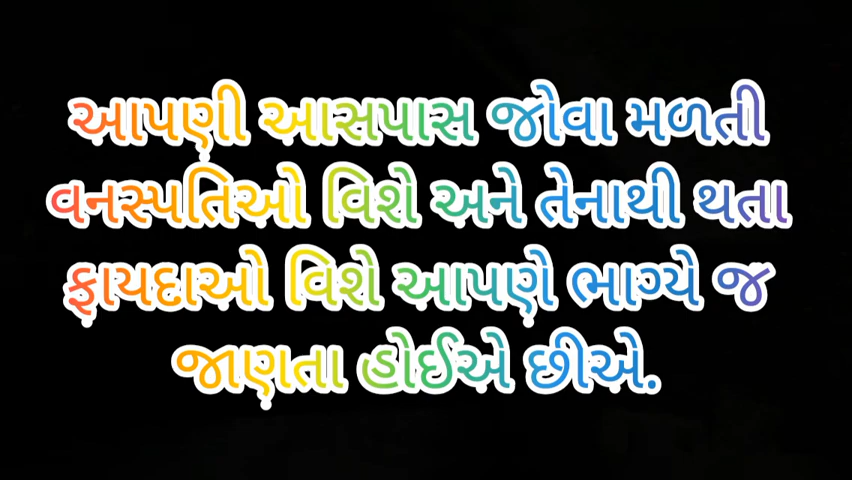 આપણી આસપાસ જોવા મળતી
વનસ્પતિઓ વિશે અને તેનાથી થતા
ફાયદાઓ વિશે આપણે ભાગ્યે જ
જાણતા હોઈએ છીએ.